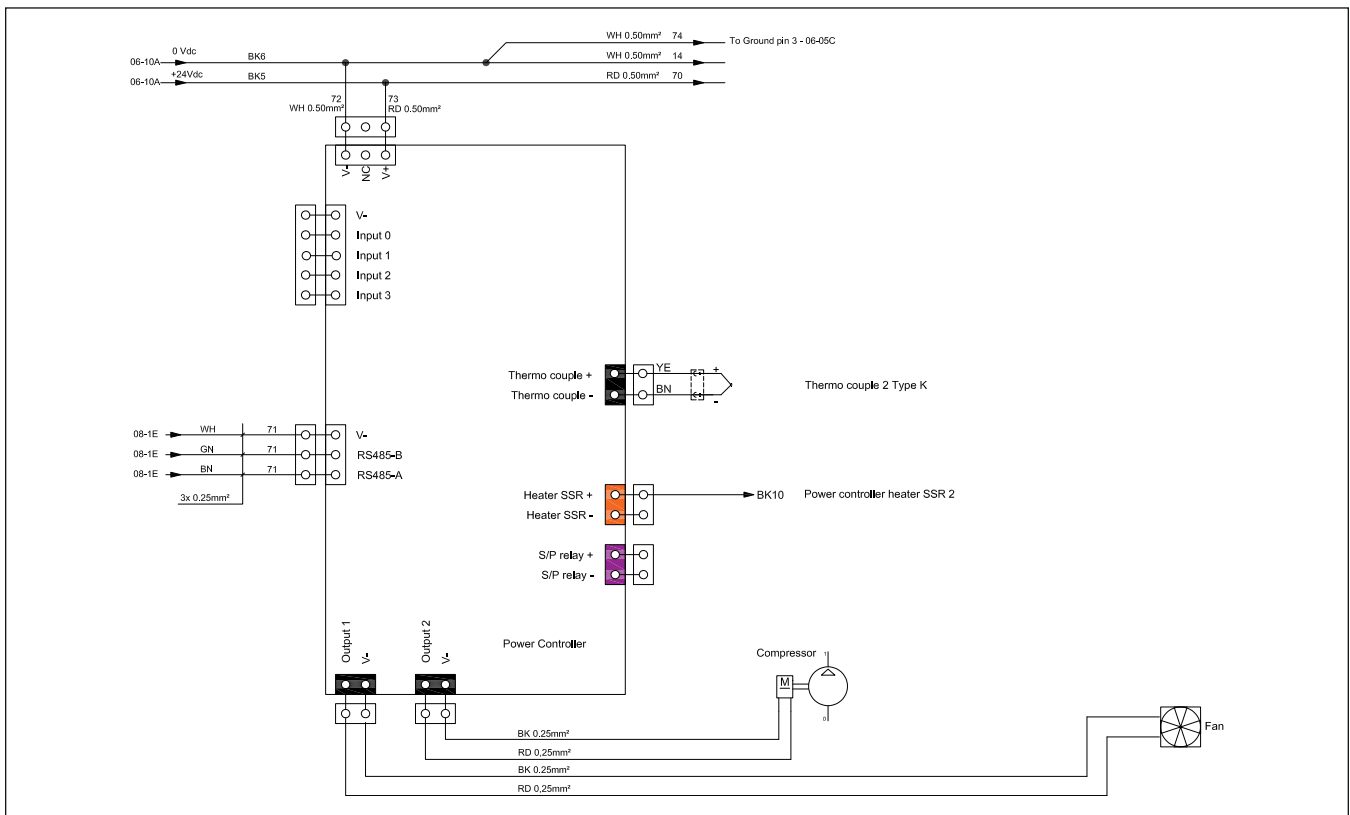 WH 0.50mm² 74
To Ground pin 3 - 06-05C
0 Vdc
06-10A
BK6
WH 0.50mm² 14
+24Vdc
06-10A
BK5
RD 0.50mm² 70
72
WH 0.50mm²
73
RD 0.50mm²
V-
NC
V+
V-
Input 0
Input 1
Input 2
Input 3
Thermo couple +
YE
+
Thermo couple -
BN
-
Thermo couple 2 Type K
08-1E
WH
71
V-
08-1E
GN
71
RS485-B
08-1E
BN
71
RS485-A
3x 0.25mm²
Heater SSR +
BK10
Power controller heater SSR 2
Heater SSR -
S/P relay +
S/P relay -
Output 1
V-
Output 2
V-
Power Controller
Compressor
1
M
8
BK 0.25mm²
RD 0,25mm²
BK 0.25mm²
RD 0,25mm²
Fan